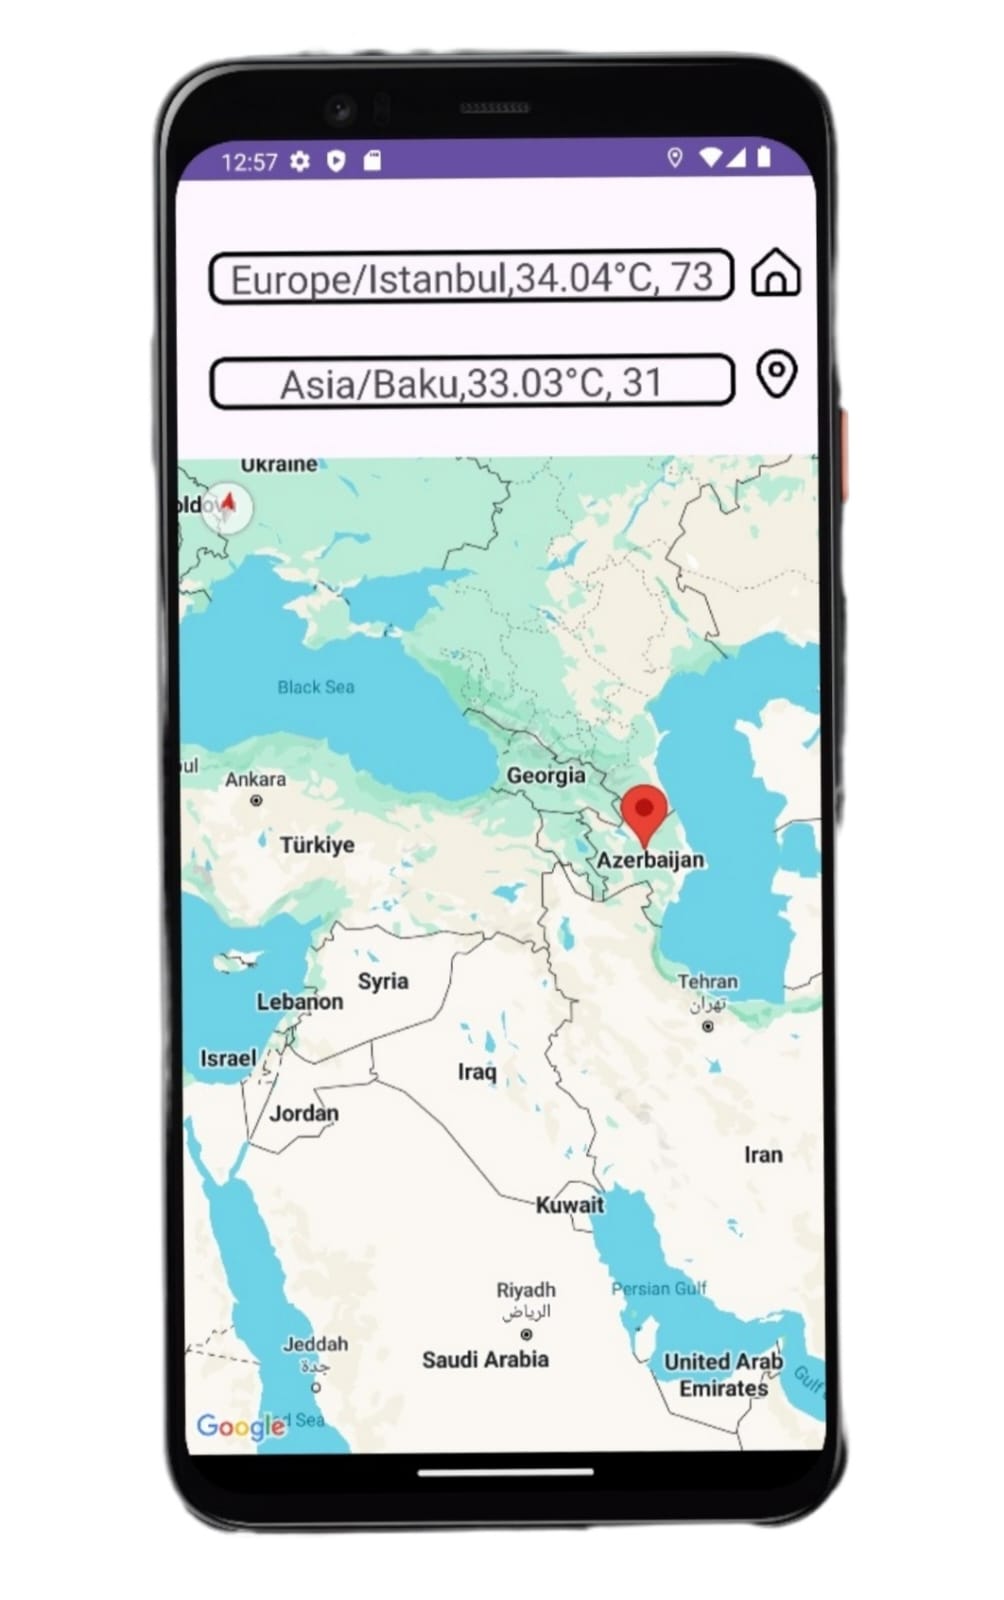 12:57
Europe/Istanbul,34.04°C, 73
Asia/Baku,33.03°C, 31
Ukraine
oldov
Black Sea
Georgia
ul
Ankara
Azerbaijan
Türkiye
Syria
Tehran
تهران
Lebanon
Israel
Iraq
Jordan
Iran
Kuwait
Riyadh
الرياض
Persian Gulf
Jeddah
جدة
Saudi Arabia
United Arab
Emirates
Gulf
Google
d Sea